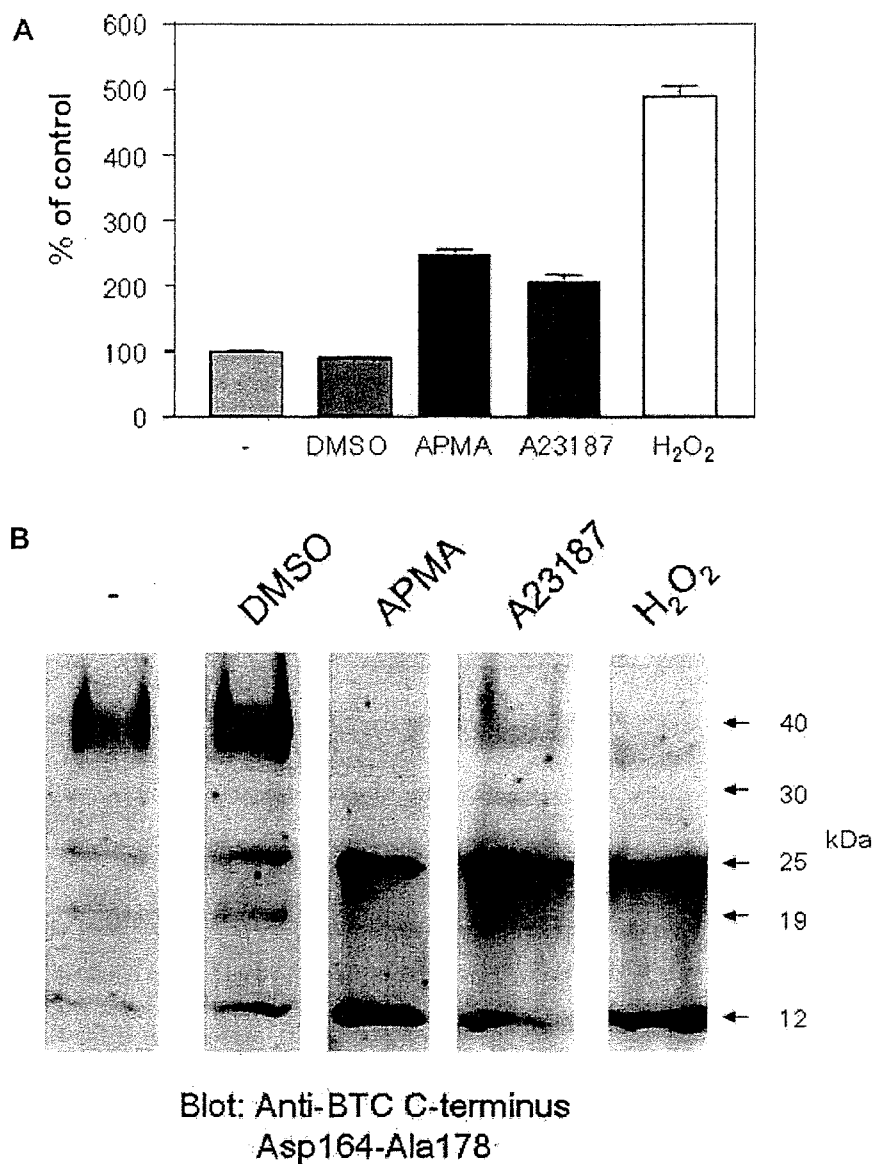 A
% of control
600
500
400
300
200
100
0
- DMSO APMA A23187 H₂O₂
B
- DMSO APMA A23187 H₂O₂
40
30
kDa
25
19
12
Blot: Anti-BTC C-terminus
Asp164-Ala178